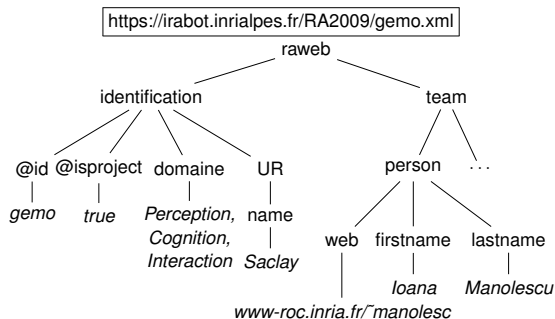 https://irabot.inrialpes.fr/RA2009/gemo.xml
raweb
identification team
@id @isproject domaine UR person ...
gemo true Perception, Cognition, Interaction name
Saclay
web firstname lastname
Ioana Manolescu
www-roc.inria.fr/~manolesc